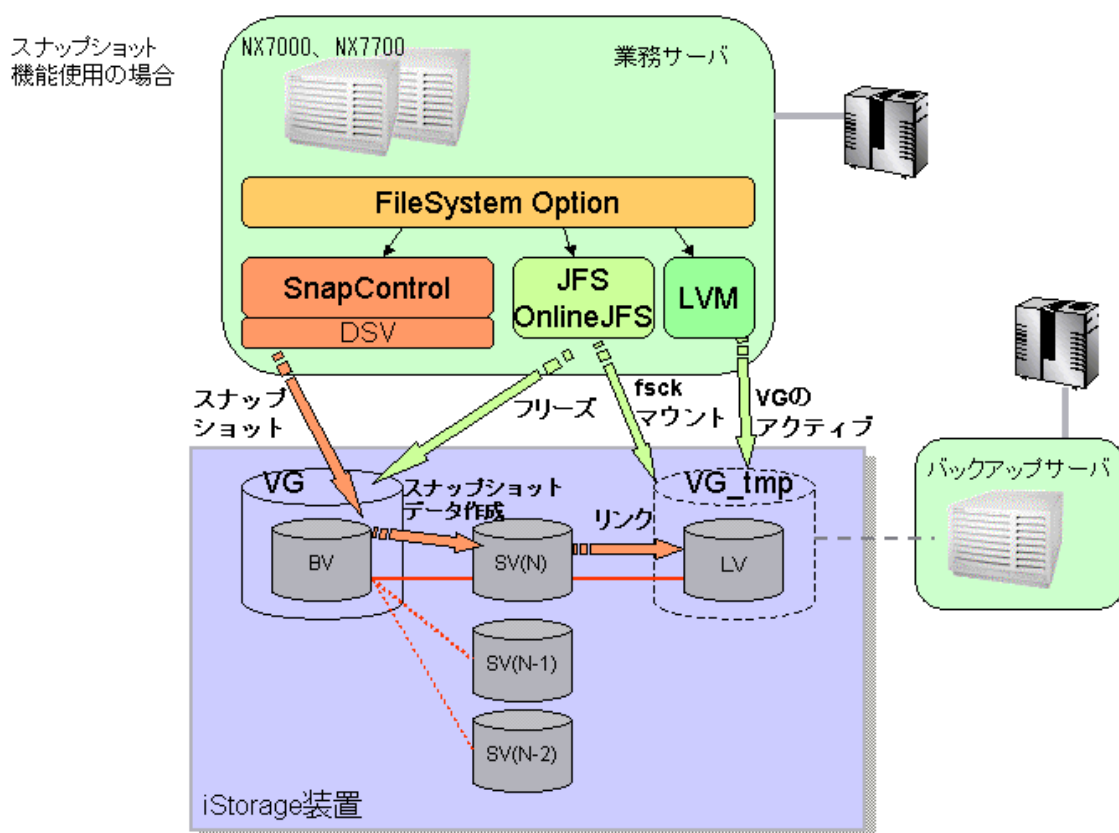 スナップショット
機能使用の場合
NX7000、NX7700
業務サーバ
FileSystem Option
SnapControl
DSV
JFS
OnlineJFS
LVM
スナップ
ショット
フリーズ
fsck
マウント
VGの
アクティブ
バックアップサーバ
VG
スナップショット
データ作成
リンク
VG_tmp
BV
SV(N)
LV
SV(N-1)
SV(N-2)
iStorage装置